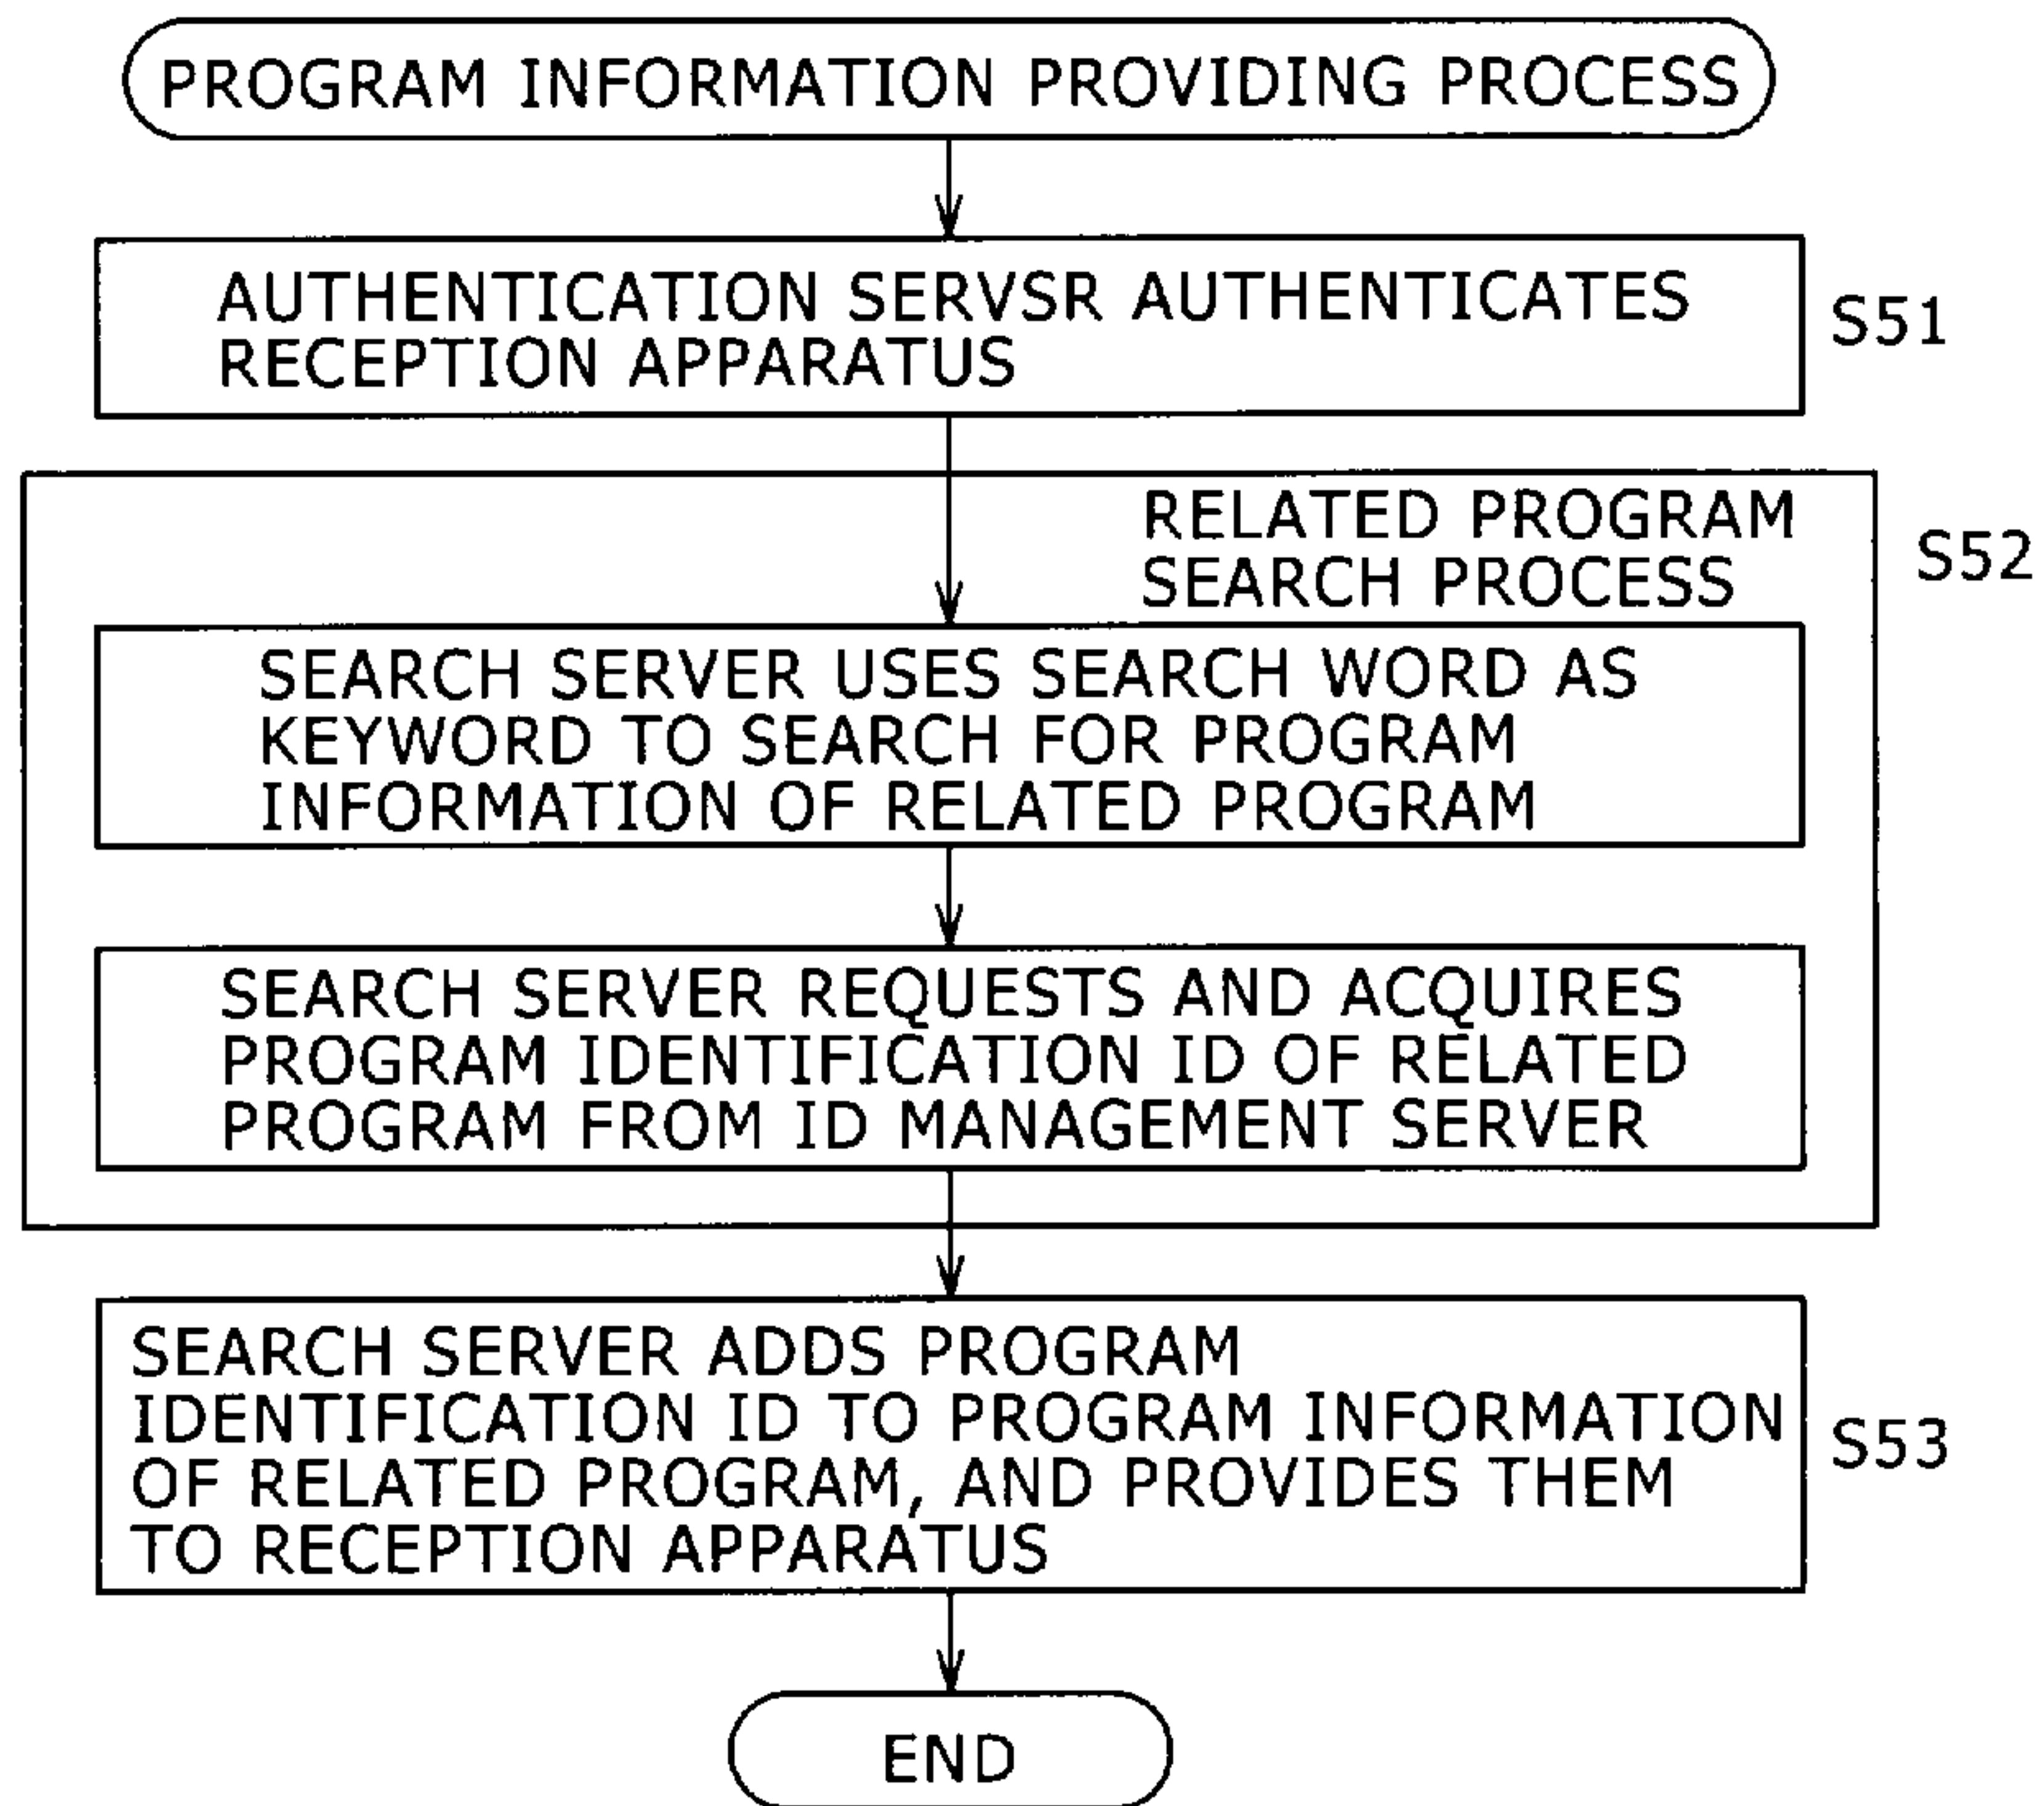 PROGRAM INFORMATION PROVIDING PROCESS
AUTHENTICATION SERVSR AUTHENTICATES
RECEPTION APPARATUS
S51
RELATED PROGRAM
SEARCH PROCESS
S52
SEARCH SERVER USES SEARCH WORD AS
KEYWORD TO SEARCH FOR PROGRAM
INFORMATION OF RELATED PROGRAM
SEARCH SERVER REQUESTS AND ACQUIRES
PROGRAM IDENTIFICATION ID OF RELATED
PROGRAM FROM ID MANAGEMENT SERVER
SEARCH SERVER ADDS PROGRAM
IDENTIFICATION ID TO PROGRAM INFORMATION
OF RELATED PROGRAM, AND PROVIDES THEM
TO RECEPTION APPARATUS
S53
END